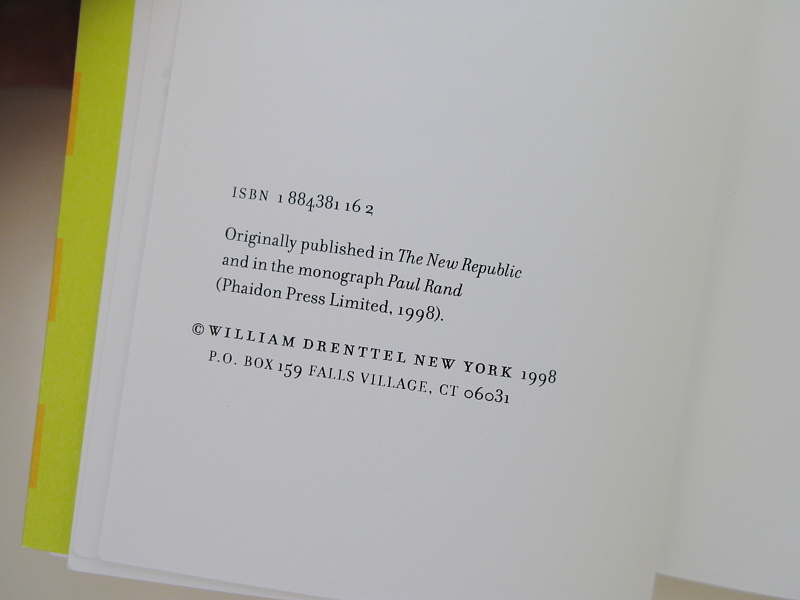 ISBN 1 884381 16 2
Originally published in The New Republic
and in the monograph Paul Rand
(Phaidon Press Limited, 1998).
© WILLIAM DRENTTEL NEW YORK 1998
P.O. BOX 159 FALLS VILLAGE, CT 06031